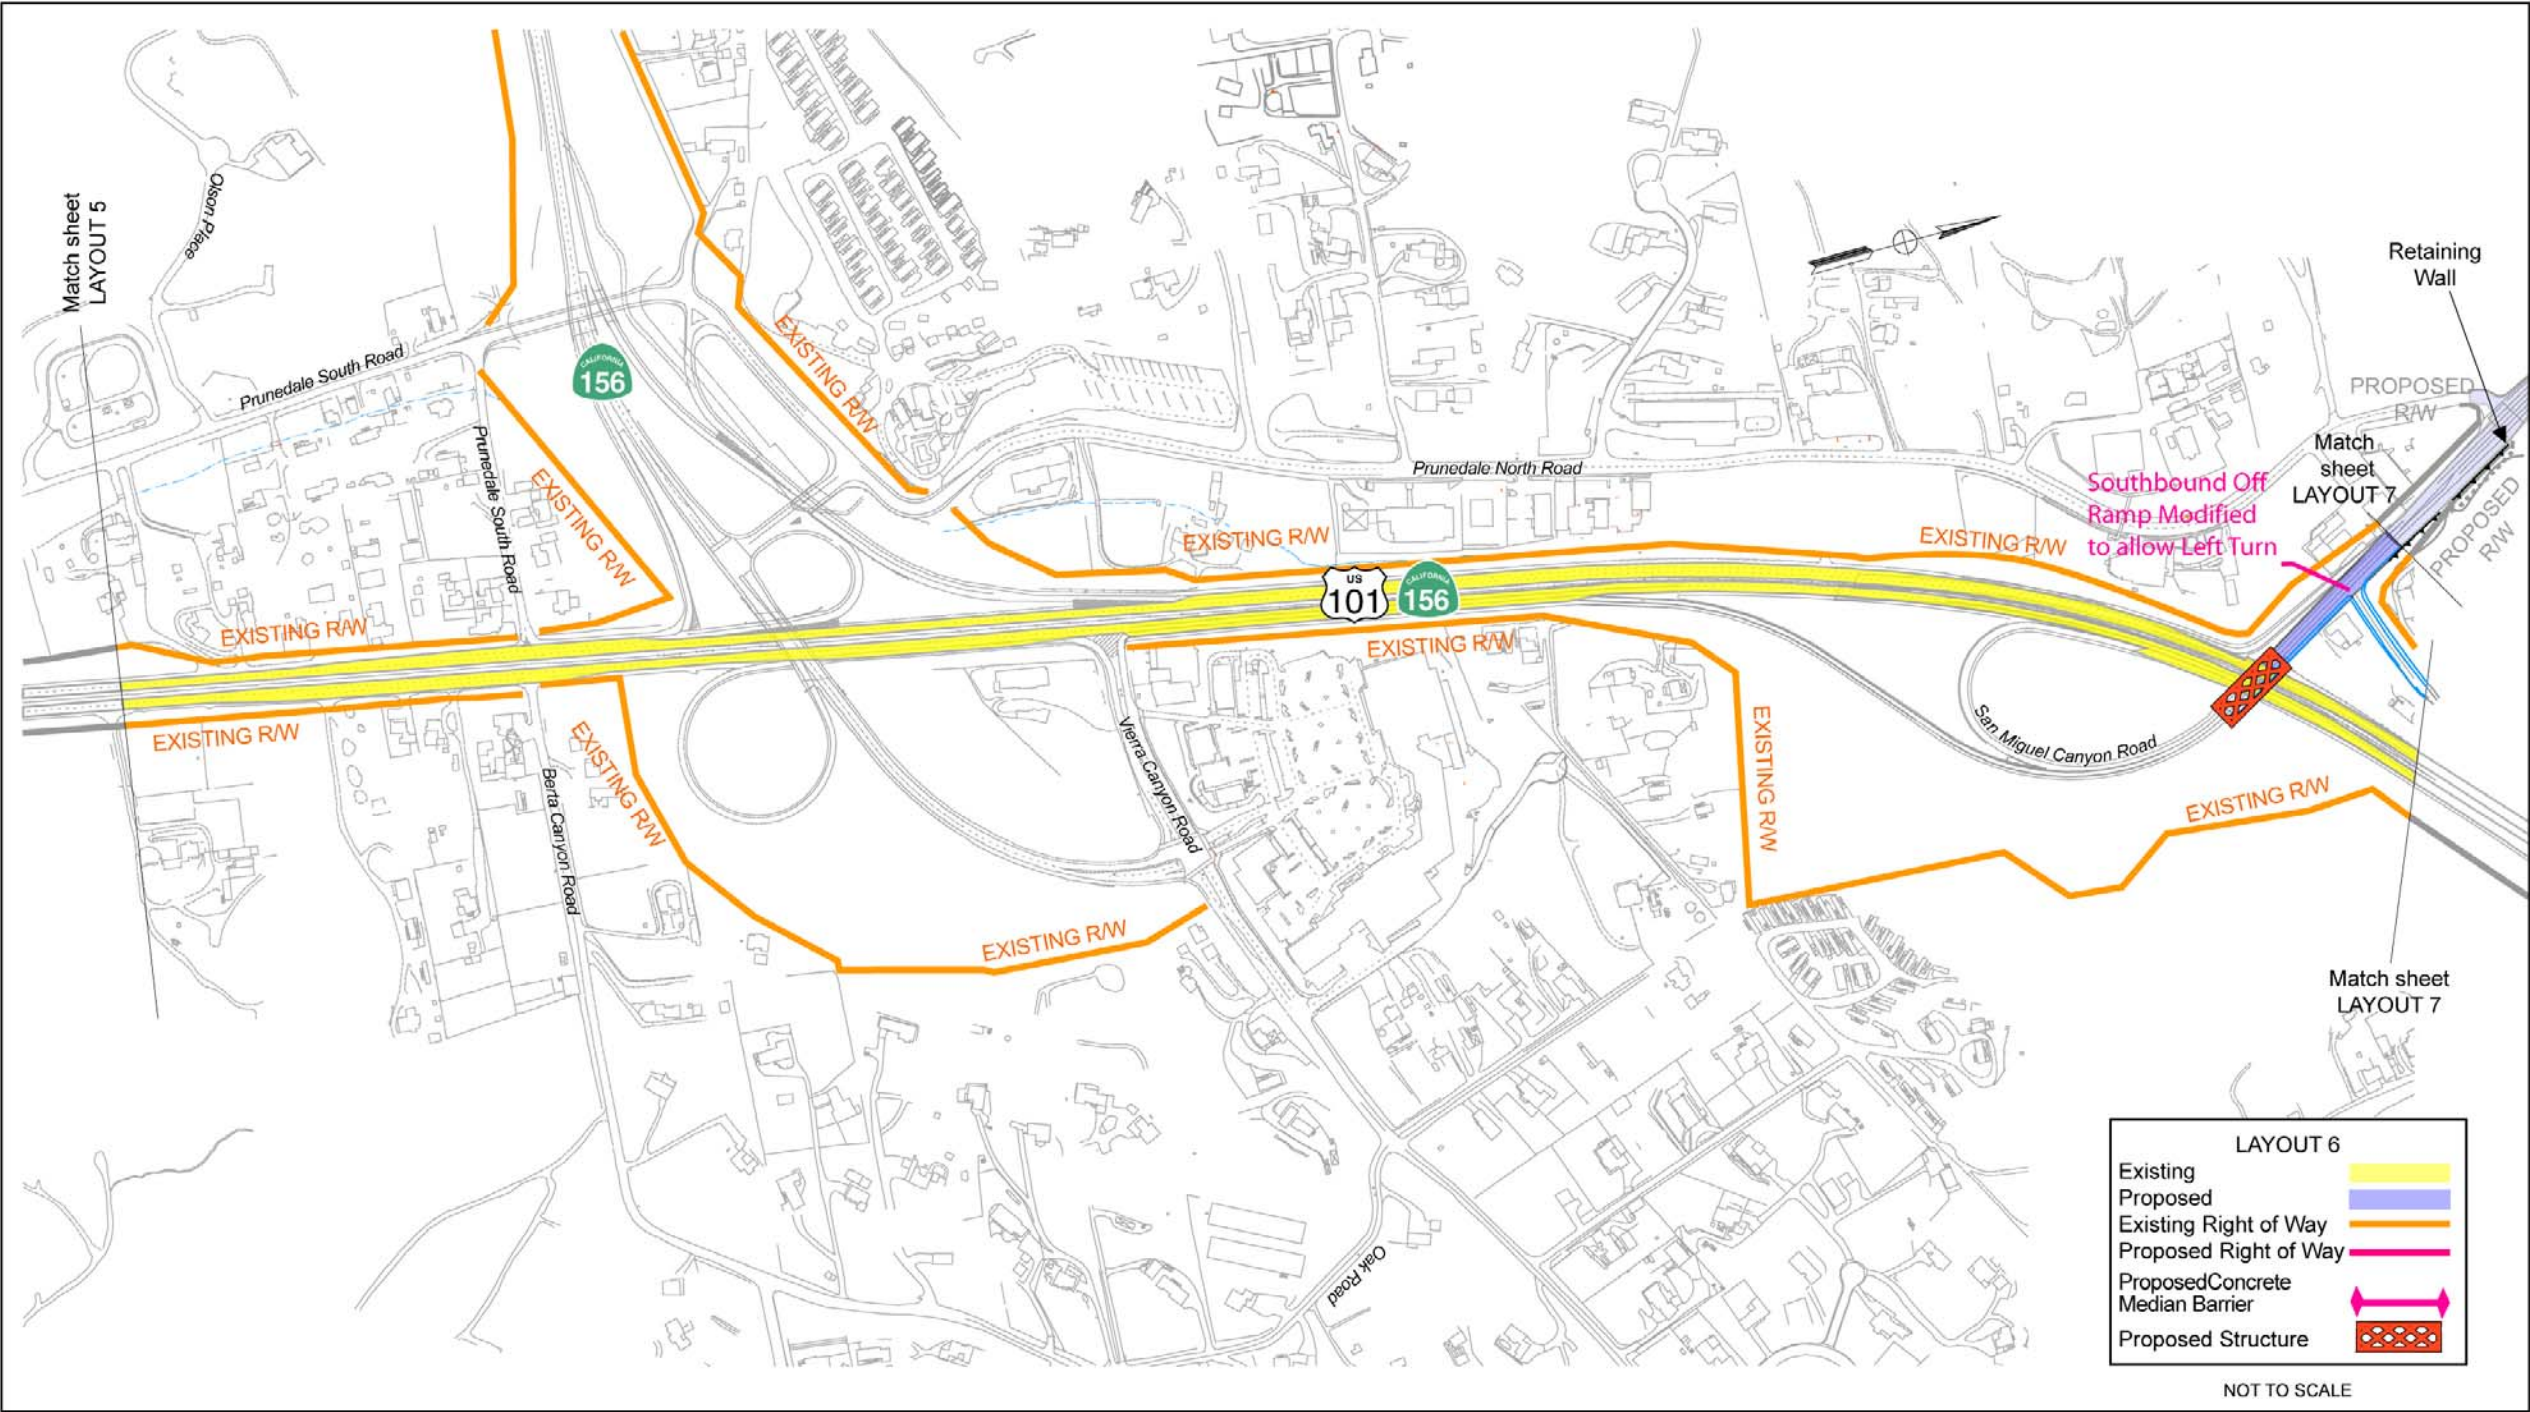 Match sheet
LAYOUT 5
Olson Place
Prunedale South Road
CALIFORNIA
156
EXISTING R/W
Retaining
Wall
PROPOSED
R/W
Match
sheet
LAYOUT 7
Prunedale North Road
Southbound Off
Ramp Modified
to allow Left Turn
PROPOSED
R/W
Prunedale South Road
EXISTING R/W
EXISTING R/W
EXISTING R/W
US
101
CALIFORNIA
156
EXISTING R/W
EXISTING R/W
EXISTING R/W
EXISTING R/W
Berta Canyon Road
Vierra Canyon Road
EXISTING R/W
San Miguel Canyon Road
EXISTING R/W
EXISTING R/W
EXISTING R/W
Match sheet
LAYOUT 7
Oak Road
LAYOUT 6
Existing
Proposed
Existing Right of Way
Proposed Right of Way
ProposedConcrete
Median Barrier
Proposed Structure
NOT TO SCALE